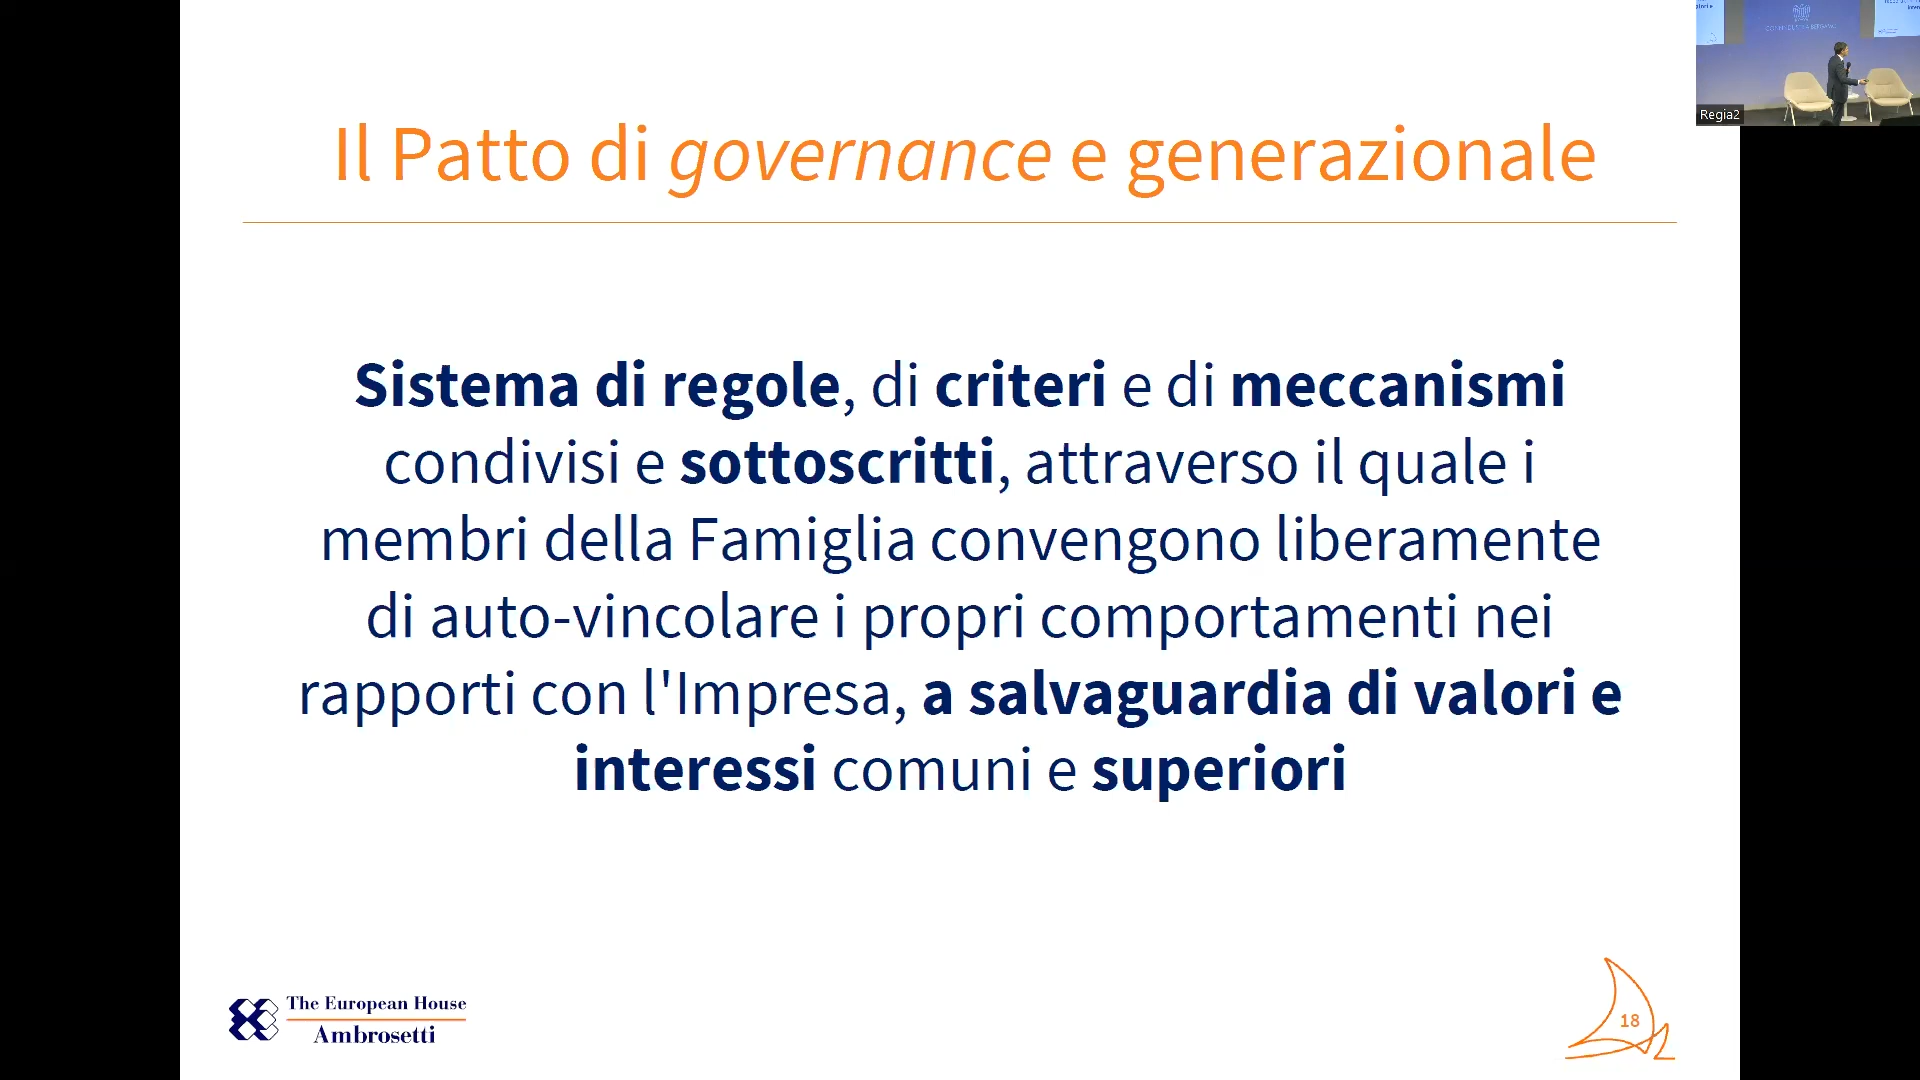 Il Patto di governance e generazionale
Sistema di regole, di criteri e di meccanismi
condivisi e sottoscritti, attraverso il quale i
membri della Famiglia convengono liberamente
di auto-vincolare i propri comportamenti nei
rapporti con l'Impresa, a salvaguardia di valori e
interessi comuni e superiori
The European House
Ambrosetti
18
Regia2